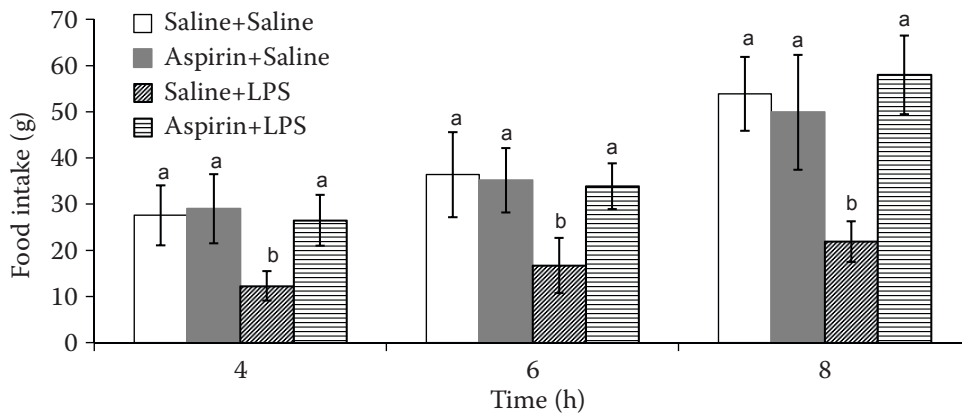 70
60
50
40
30
20
10
0
Food intake (g)
Saline+Saline
Aspirin+Saline
Saline+LPS
Aspirin+LPS
a a b a
a a b a
a a b a
4 6 8
Time (h)